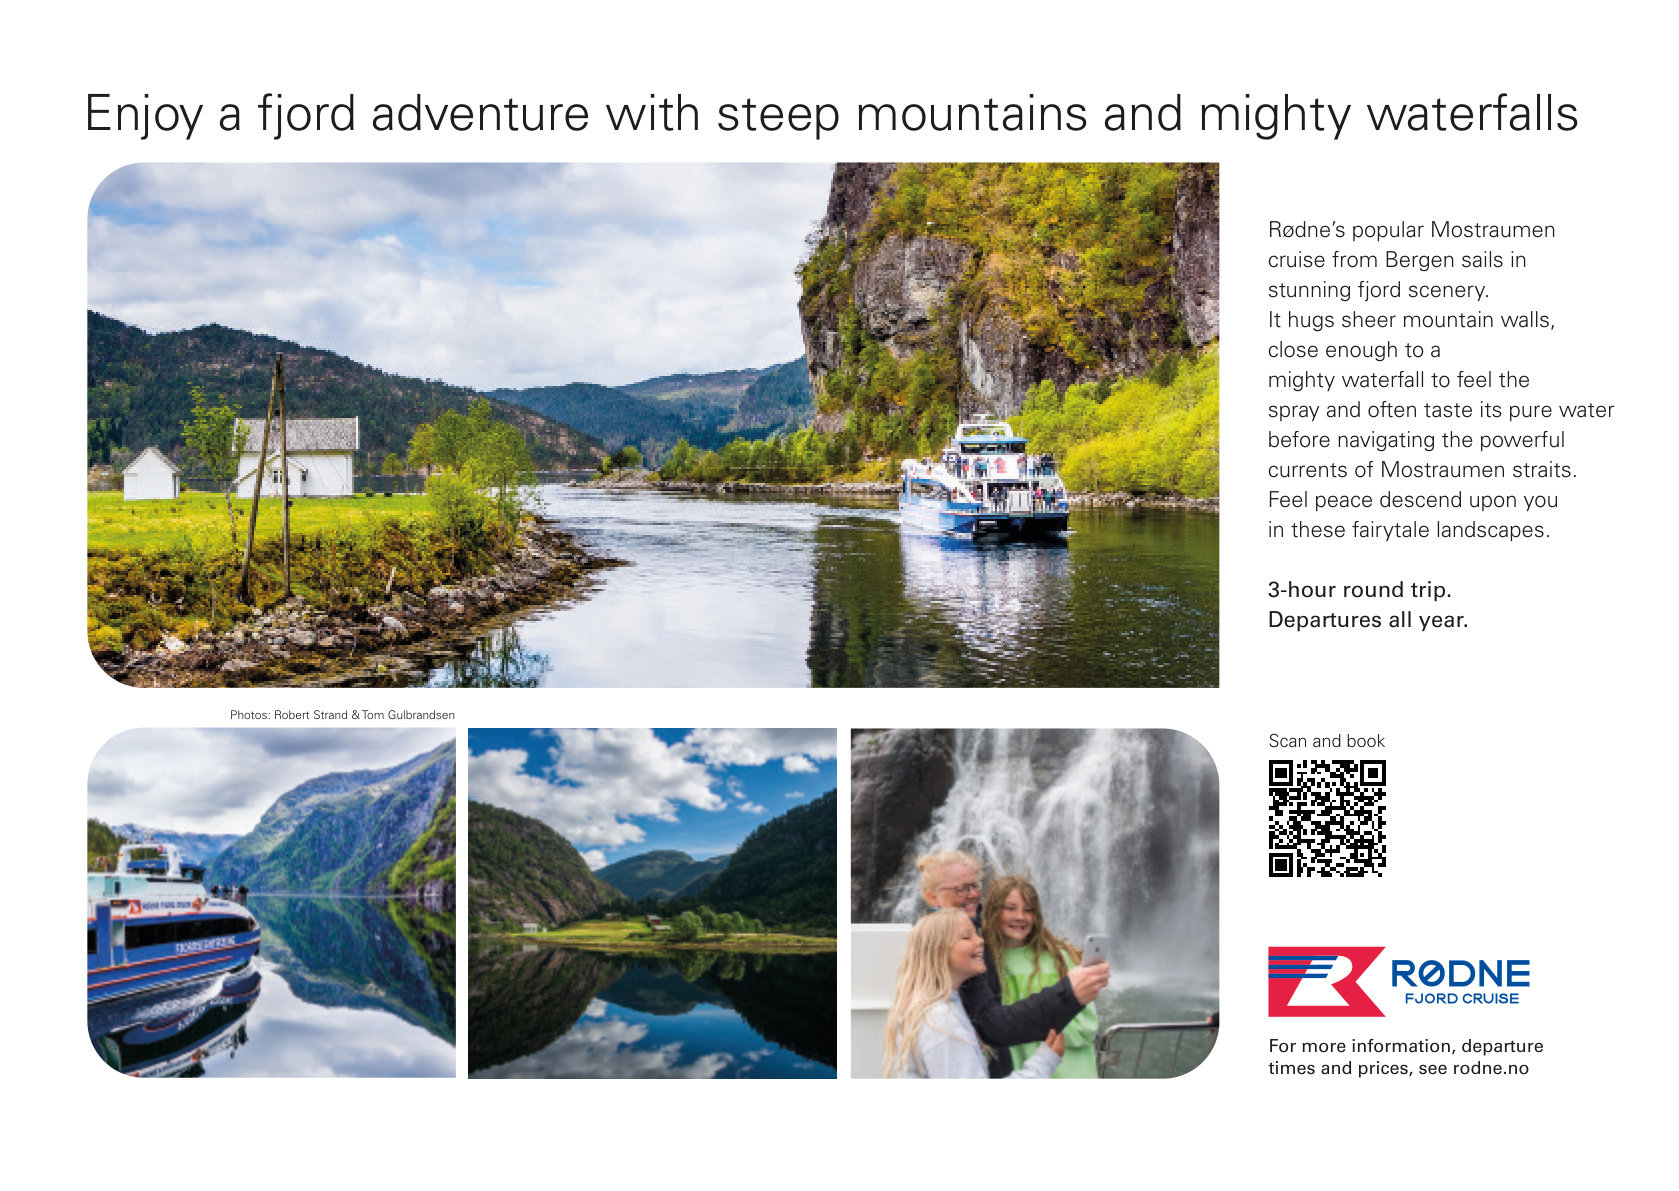 Enjoy a fjord adventure with steep mountains and mighty waterfalls
Rødne’s popular Mostraumen
cruise from Bergen sails in
stunning fjord scenery.
It hugs sheer mountain walls,
close enough to a
mighty waterfall to feel the
spray and often taste its pure water
before navigating the powerful
currents of Mostraumen straits.
Feel peace descend upon you
in these fairytale landscapes.
3-hour round trip.
Departures all year.
Photos: Robert Strand & Tom Gulbrandsen
FJORDSIGHTSEEING
Scan and book
RØDNE
FJORD CRUISE
For more information, departure
times and prices, see rodne.no